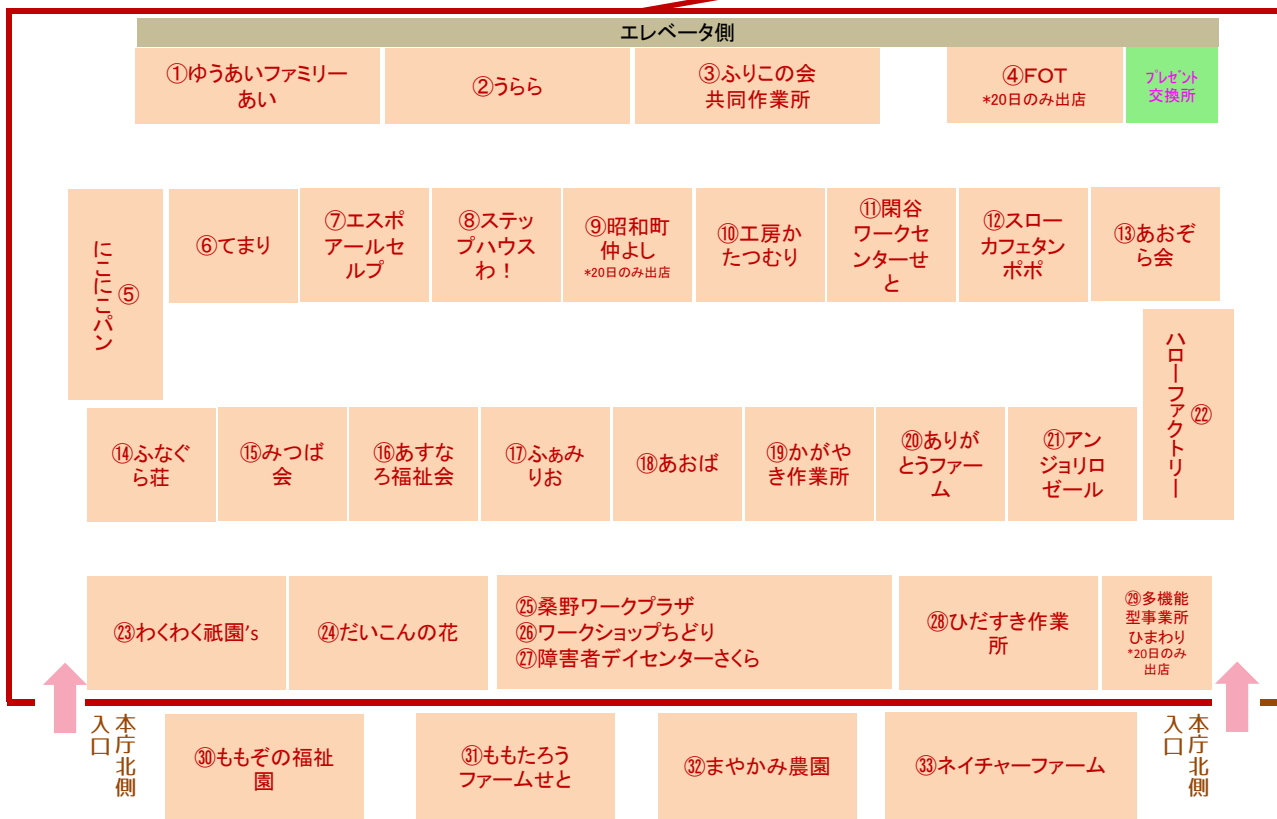 エレベータ側
①ゆうあいファミリー
あい
②うらら
③ふりこの会
共同作業所
④FOT
*20日のみ出店
プレゼント
交換所
⑤
にこにこパン
⑥てまり
⑦エスポ
アールセ
ルプ
⑧ステッ
プハウス
わ！
⑨昭和町
仲よし
*20日のみ出店
⑩工房か
たつむり
⑪閑谷
ワークセ
ンターせ
と
⑫スロー
カフェタン
ポポ
⑬あおぞ
ら会
⑭ふなぐ
ら荘
⑮みつば
会
⑯あすな
ろ福祉会
⑰ふぁみ
りお
⑱あおば
⑲かがや
き作業所
⑳ありが
とうファー
ム
㉑アン
ジョリロ
ゼール
㉒
ハローファクトリー
㉓わくわく祇園's
㉔だいこんの花
㉕桑野ワークプラザ
㉖ワークショップちどり
㉗障害者デイセンターさくら
㉘ひだすき作業
所
㉙多機能
型事業所
ひまわり
*20日のみ
出店
本庁北側
入口
㉚ももぞの福祉
園
㉛ももたろう
ファームせと
㉜まやかみ農園
㉝ネイチャーファーム
本庁北側
入口